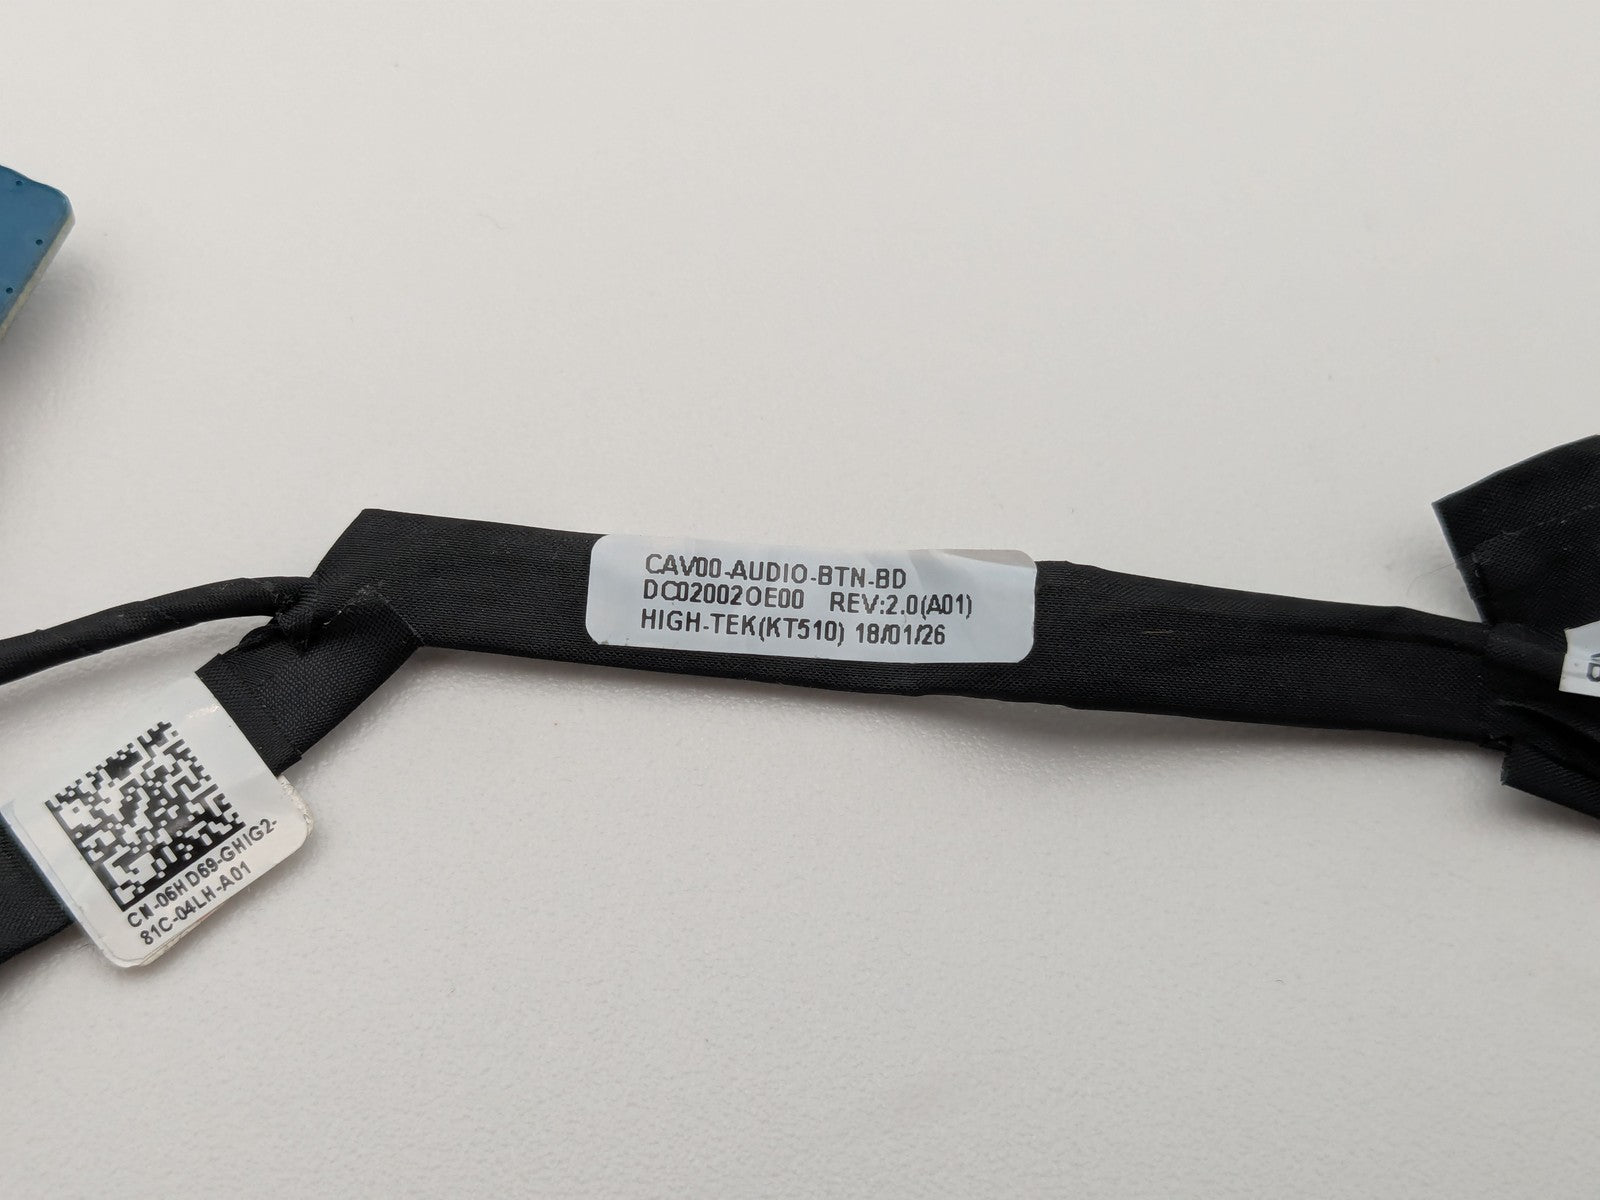 CAV00-AUDIO-BTN-BD
DC02002OE00 REV:2.0(A01)
HIGH-TEK(KT510) 18/01/26
CN-06HD69-GHIG2-
81C-04LH-A01